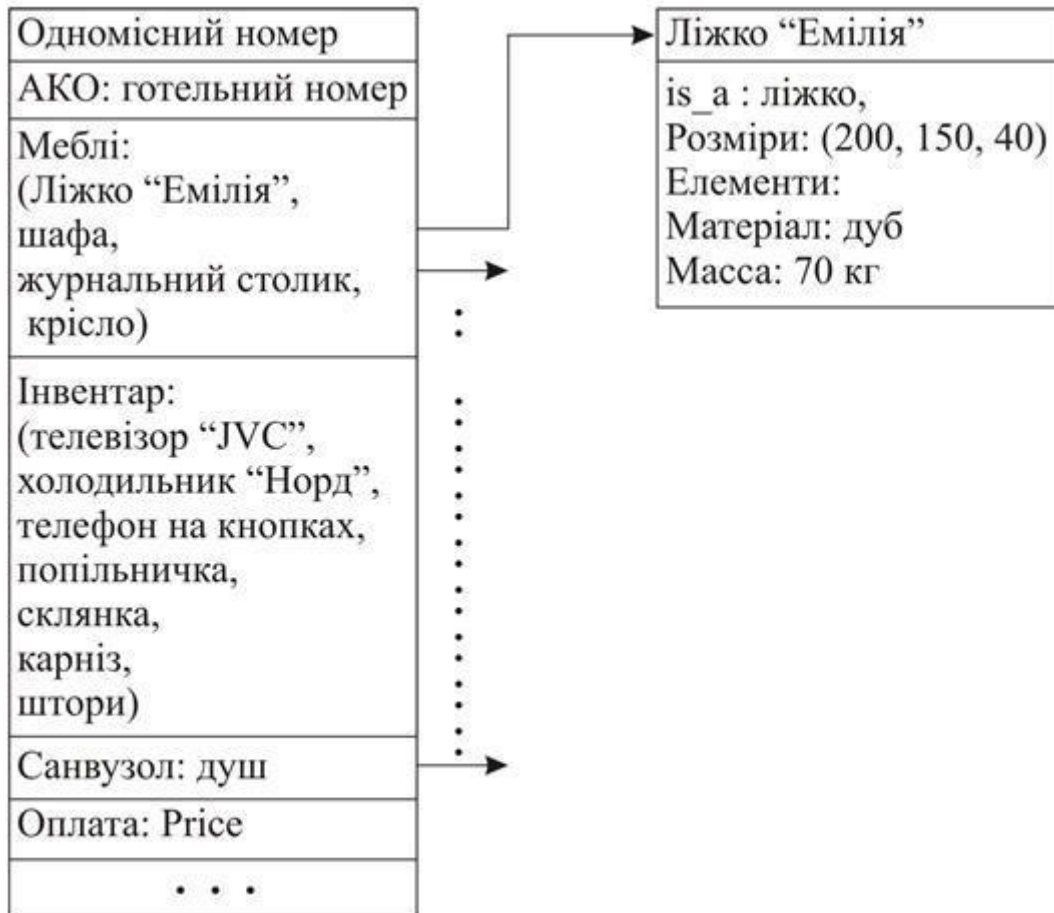 Одномісний номер
АКО: готельний номер
Меблі:
(Ліжко “Емілія”,
шафа,
журнальний столик,
крісло)
Інвентар:
(телевізор “JVC”,
холодильник “Норд”,
телефон на кнопках,
попільничка,
склянка,
карніз,
штори)
Санвузол: душ
Оплата: Price
. . .
Ліжко “Емілія”
is_a : ліжко,
Розміри: (200, 150, 40)
Елементи:
Матеріал: дуб
Масса: 70 кг